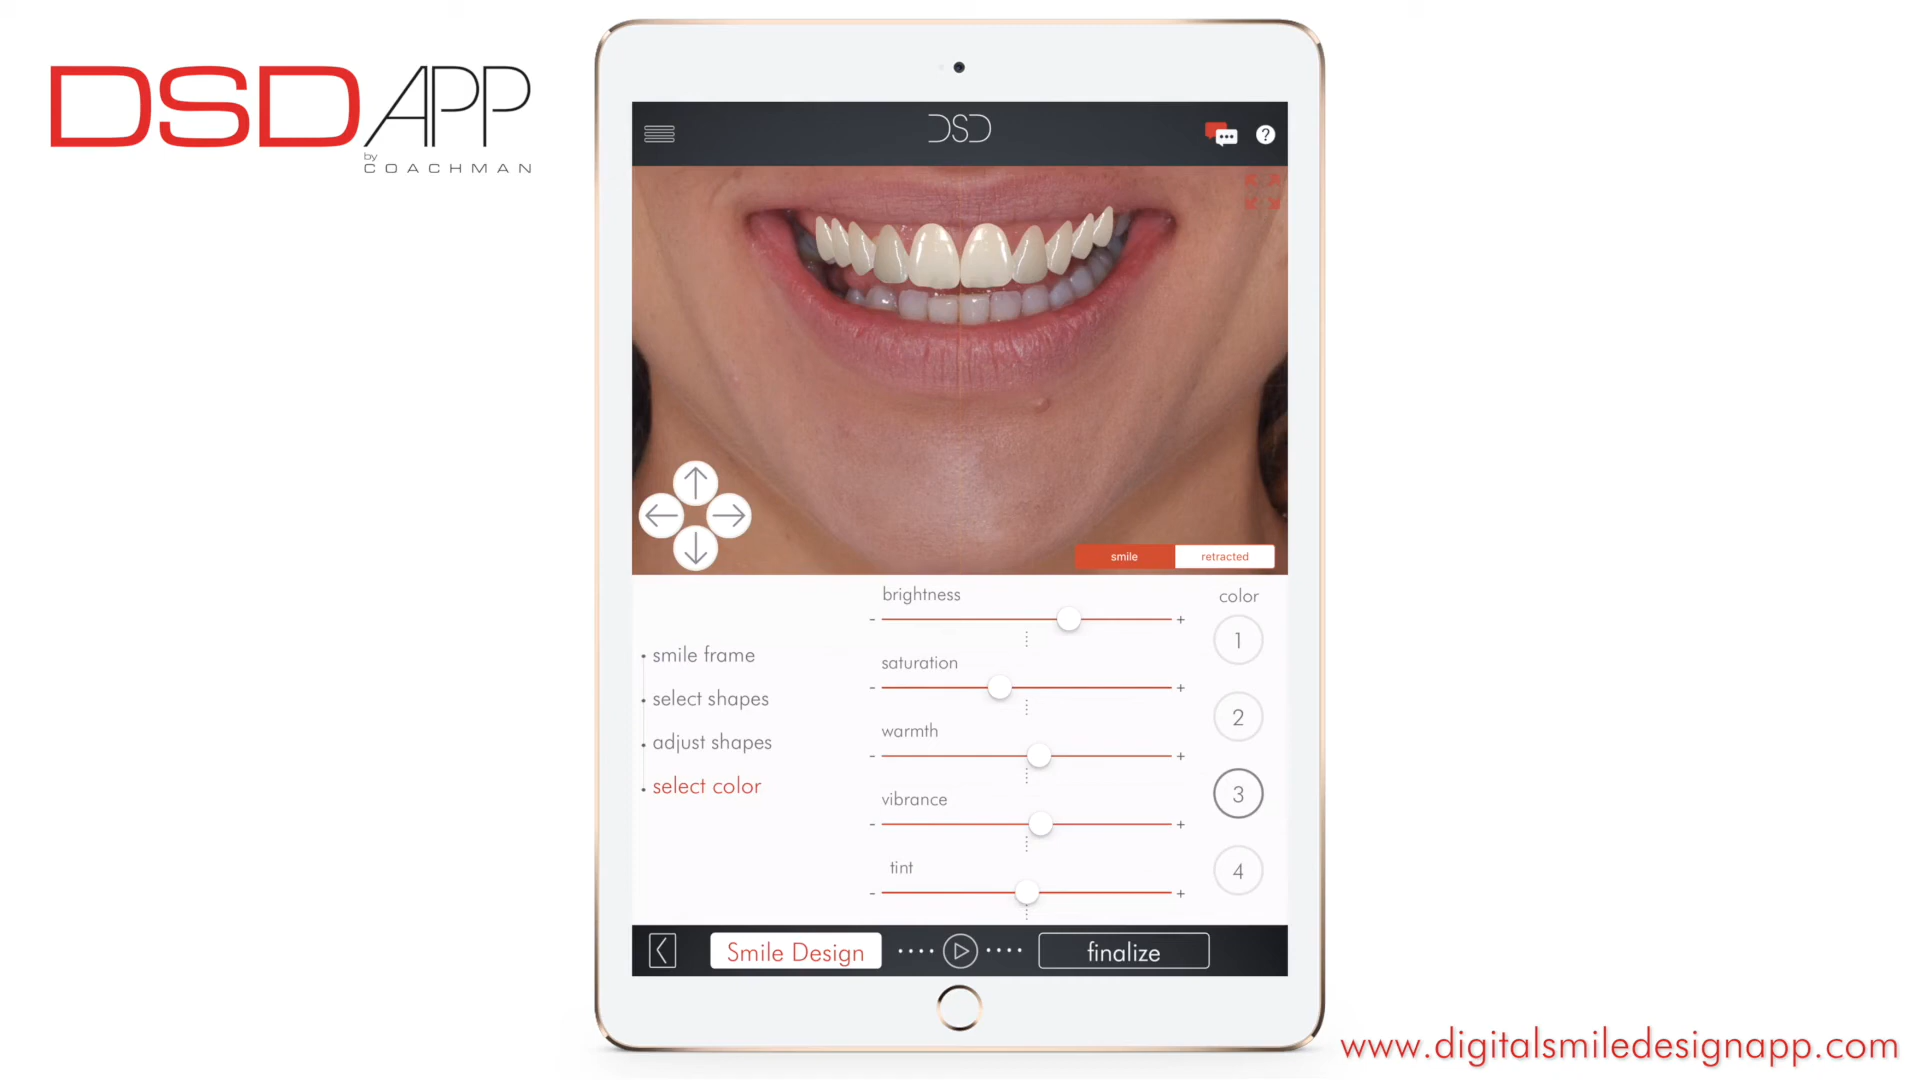 DSDAPP
by
COACHMAN
DSD
?
smile
retracted
brightness
- +
saturation
- +
warmth
- +
vibrance
- +
tint
- +
color
1
2
3
4
smile frame
select shapes
adjust shapes
select color
Smile Design
finalize
www.digitalsmiledesignapp.com